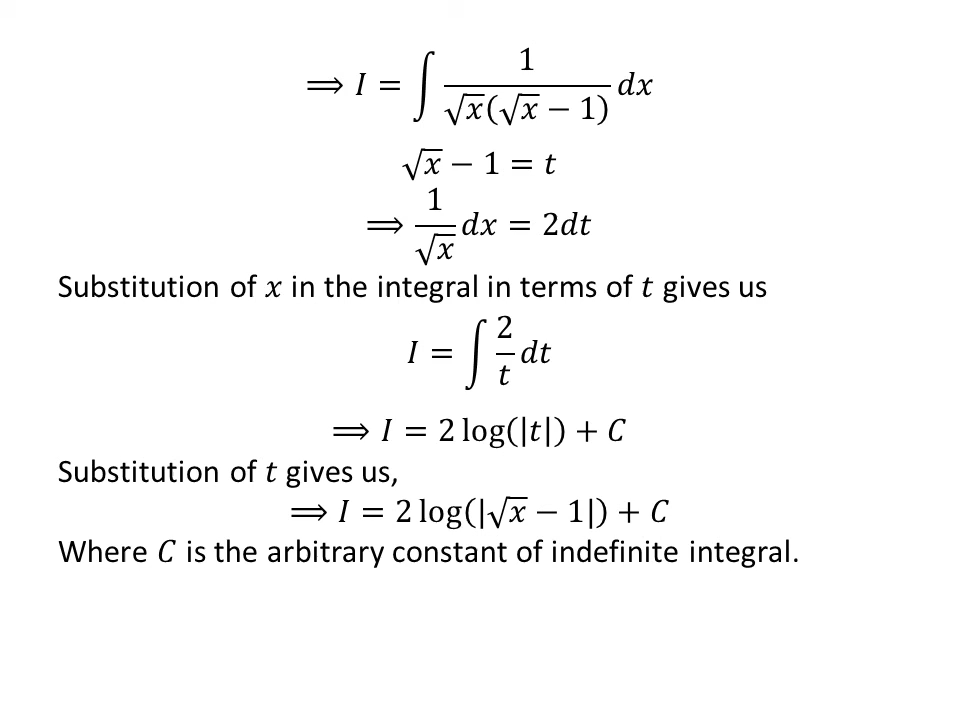 ⟹ I = ∫ 1/(√x(√x − 1)) dx
√x − 1 = t
⟹ 1/√x dx = 2dt
Substitution of x in the integral in terms of t gives us
I = ∫ 2/t dt
⟹ I = 2 log(|t|) + C
Substitution of t gives us,
⟹ I = 2 log(|√x − 1|) + C
Where C is the arbitrary constant of indefinite integral.